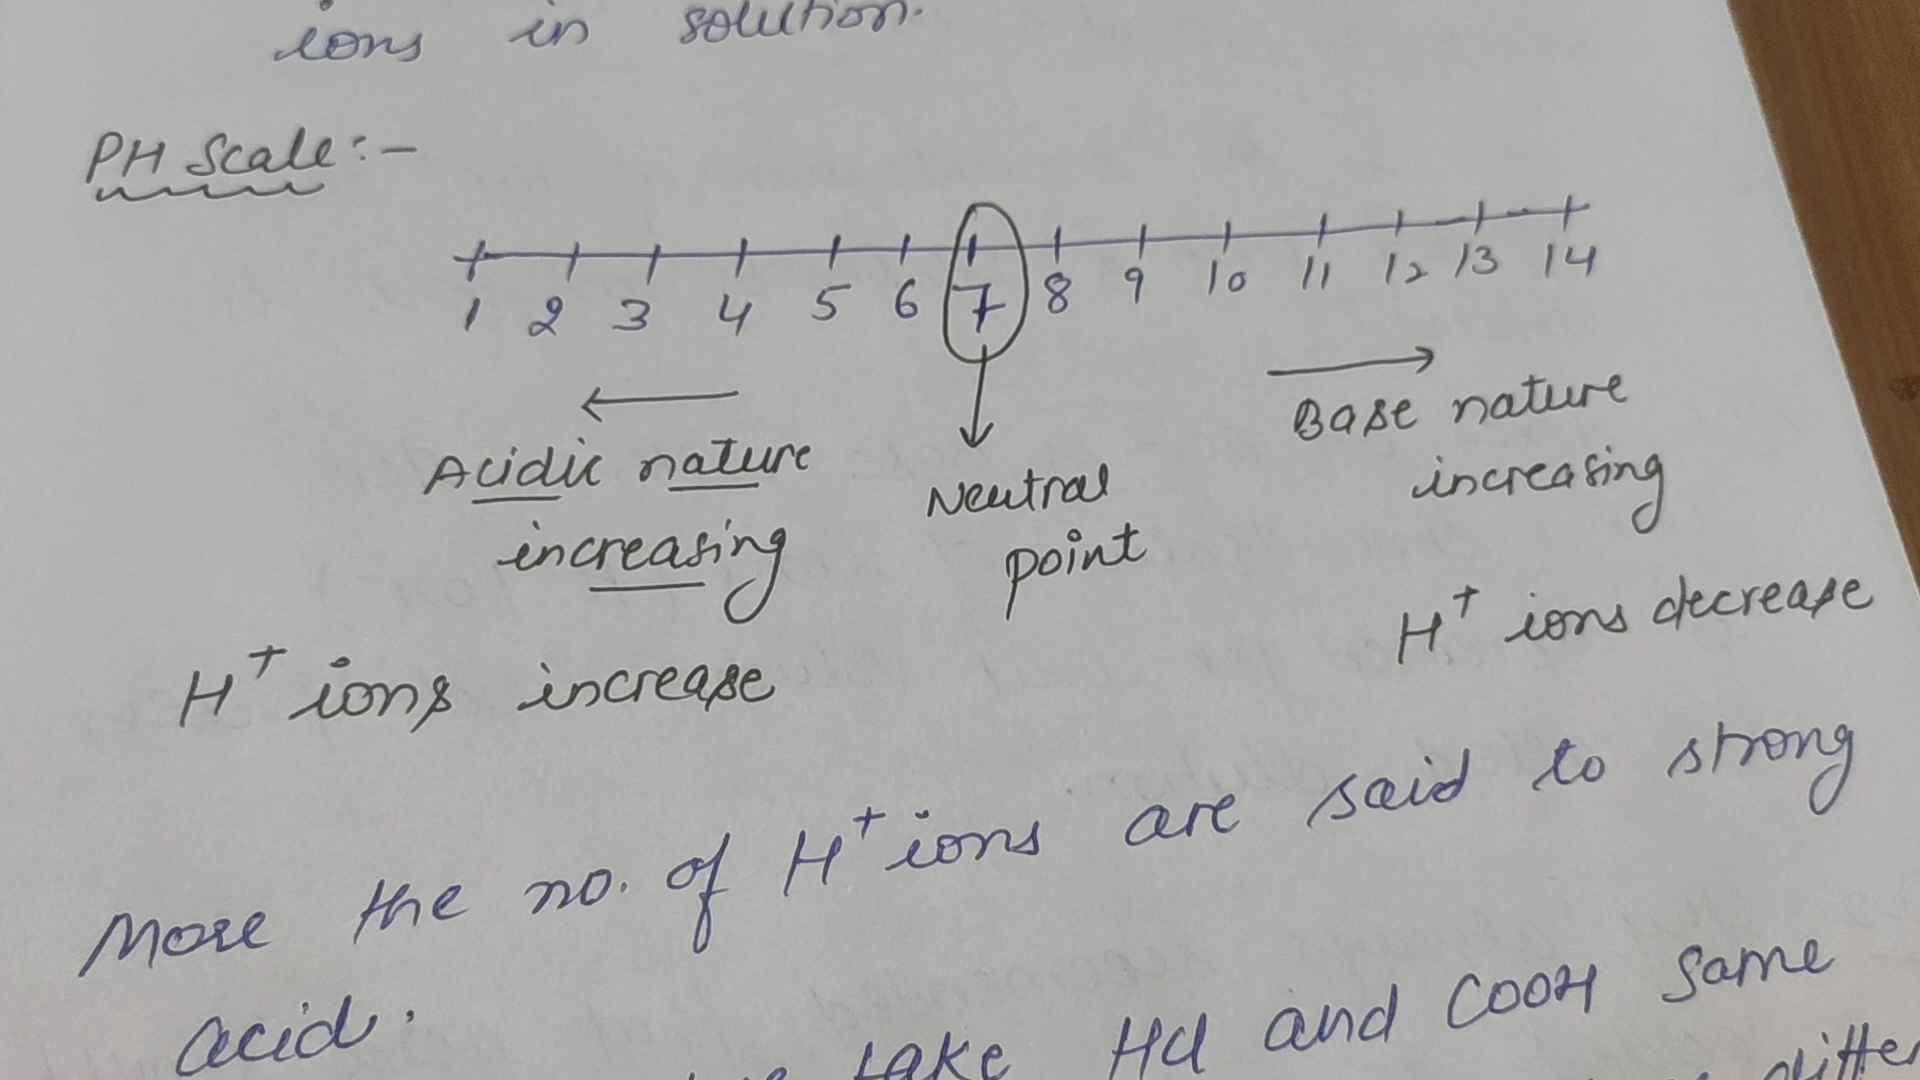 ions in solution.
PH Scale:-
1 2 3 4 5 6 7 8 9 10 11 12 13 14
Acidic nature
increasing
Neutral
point
Base nature
increasing
H+ ions increase
H+ ions decrease
More the no. of H+ ions are said to strong
acid.
take Hcl and COOH Same